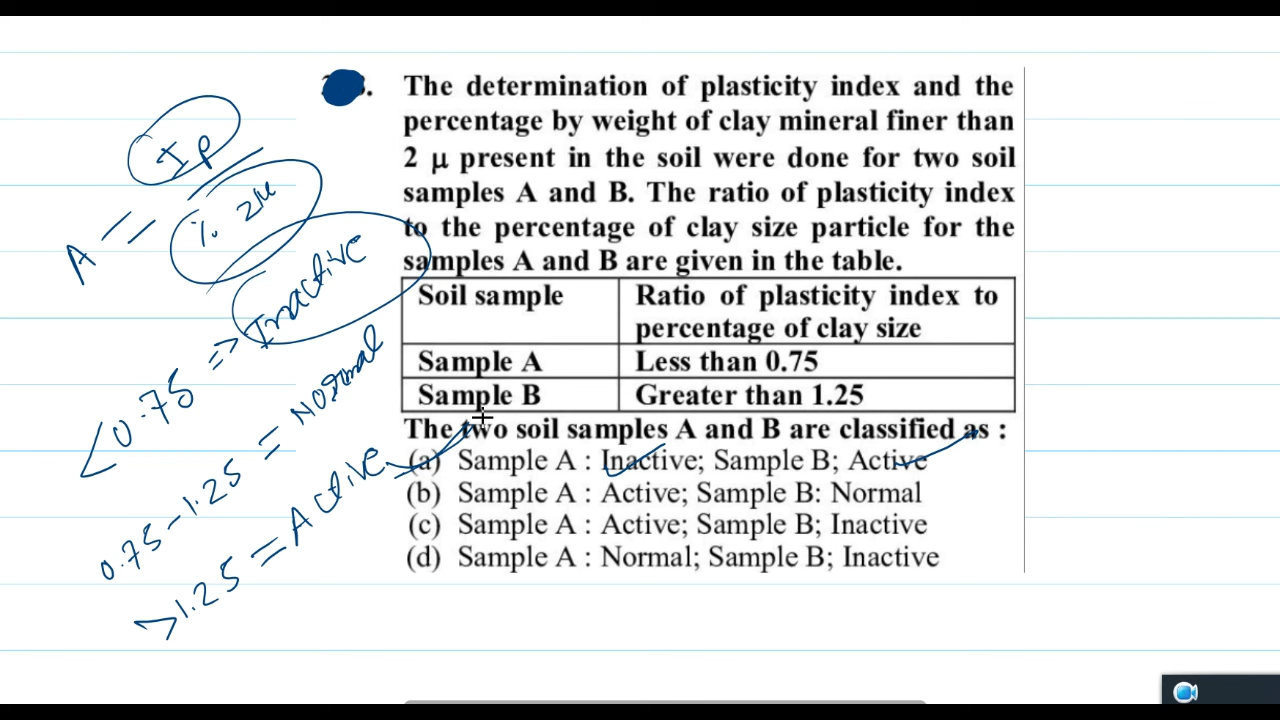 The determination of plasticity index and the
percentage by weight of clay mineral finer than
2 μ present in the soil were done for two soil
samples A and B. The ratio of plasticity index
to the percentage of clay size particle for the
samples A and B are given in the table.
Soil sample Ratio of plasticity index to
percentage of clay size
Sample A Less than 0.75
Sample B Greater than 1.25
The two soil samples A and B are classified as :
(a) Sample A : Inactive; Sample B; Active
(b) Sample A : Active; Sample B: Normal
(c) Sample A : Active; Sample B; Inactive
(d) Sample A : Normal; Sample B; Inactive
A = IP
% 2μ
<0.75 => Inactive
0.75-1.25 = Normal
>1.25 = Active